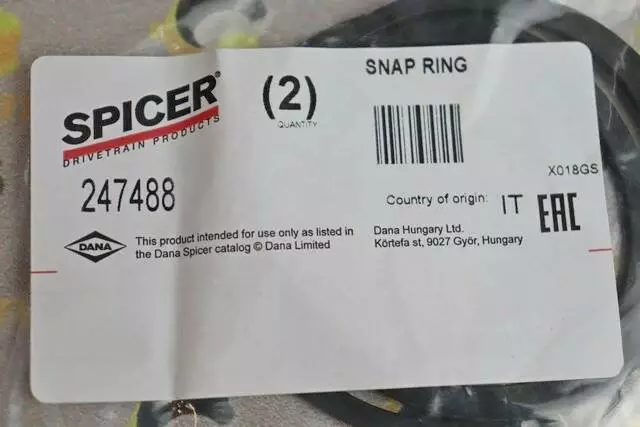 SNAP RING
SPICER®
DRIVETRAIN PRODUCTS
(2)
QUANTITY
X018GS
247488
Country of origin: IT
EAC
DANA
This product intended for use only as listed in
the Dana Spicer catalog © Dana Limited
Dana Hungary Ltd.
Körtefa st, 9027 Győr, Hungary